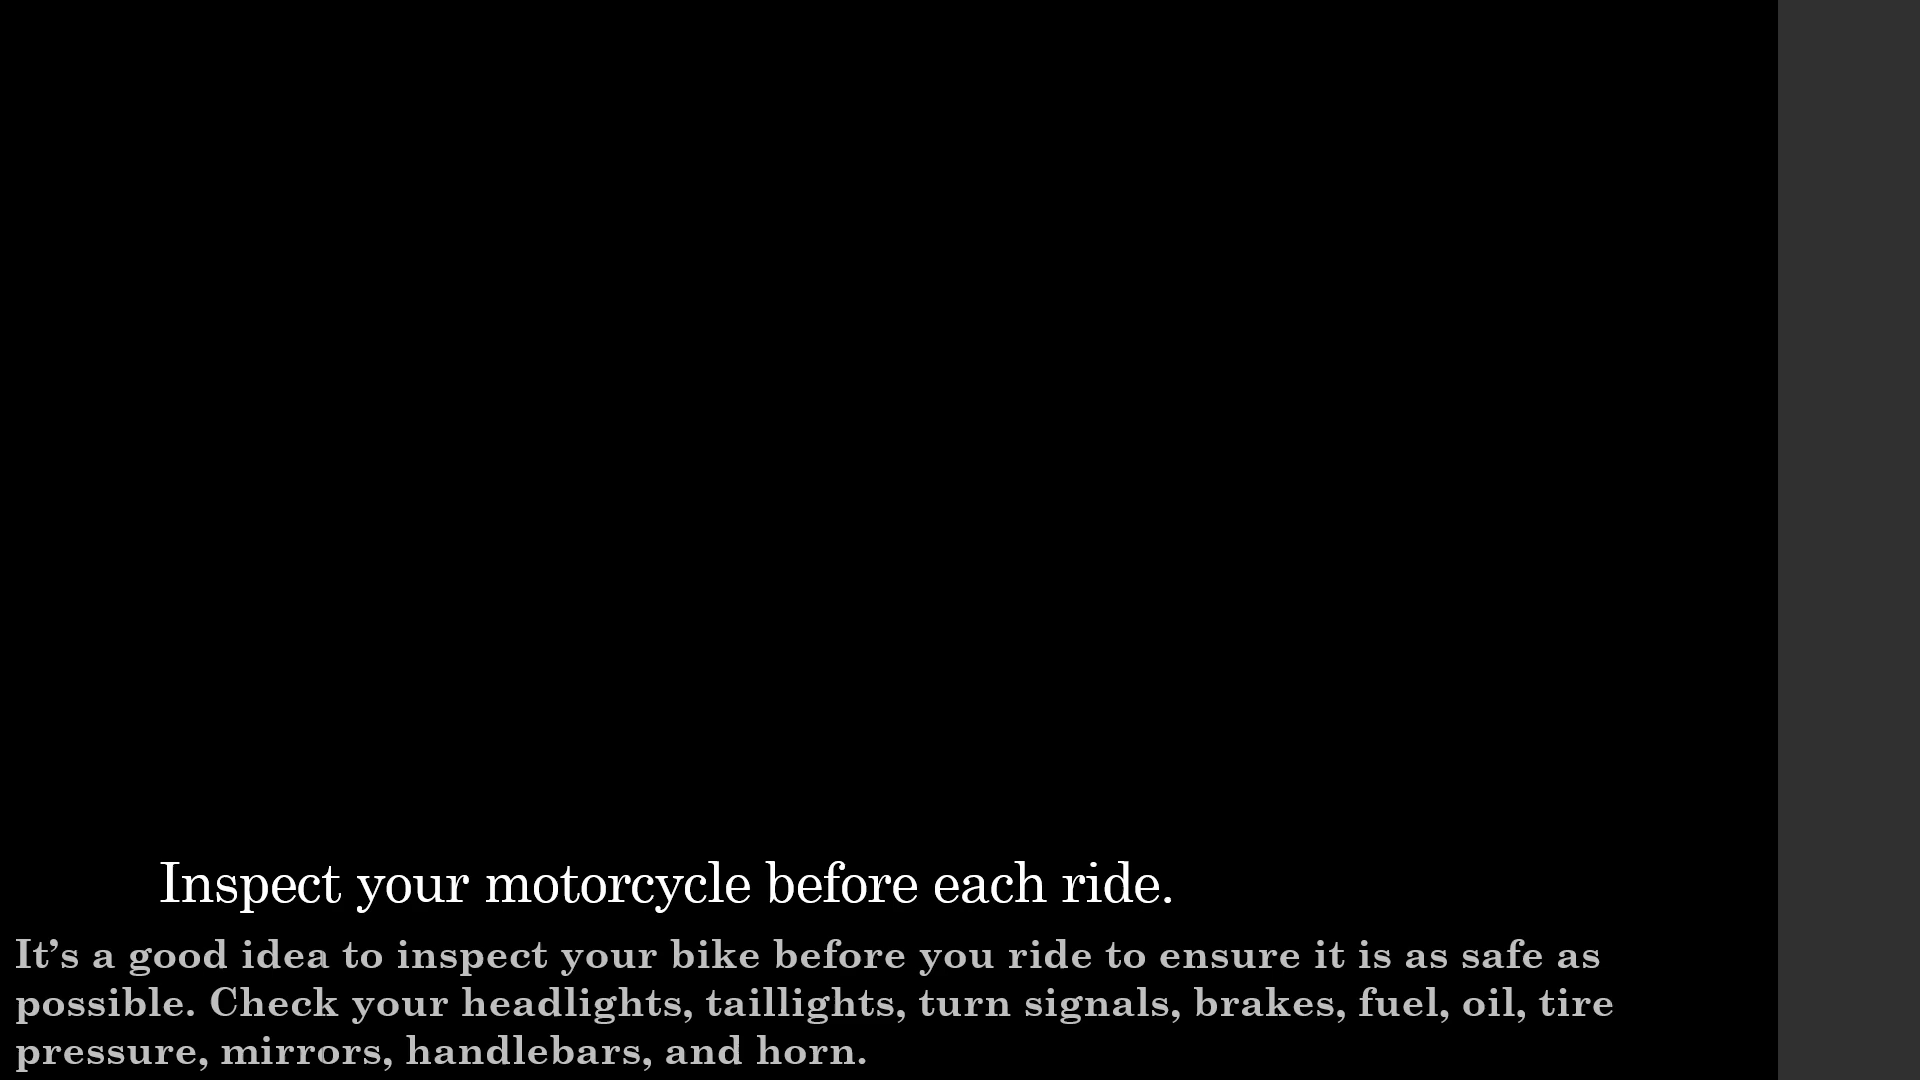 Inspect your motorcycle before each ride.
It’s a good idea to inspect your bike before you ride to ensure it is as safe as
possible. Check your headlights, taillights, turn signals, brakes, fuel, oil, tire
pressure, mirrors, handlebars, and horn.